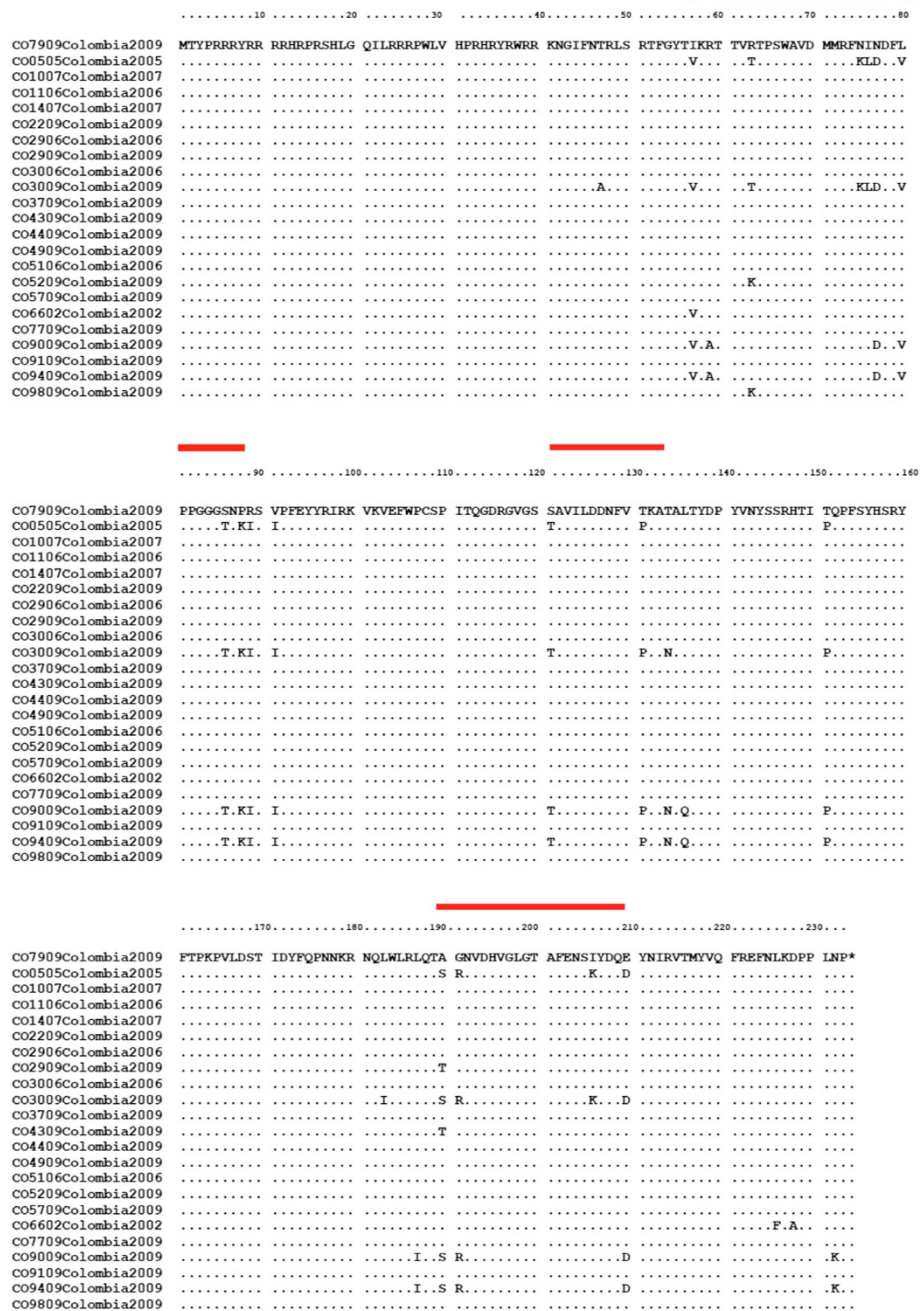 ........10 ........20 ........30 ........40 ........50 ........60 ........70 ........80
CO7909Colombia2009 MTYPRRRYRR RRHRPRSHLG QILRRRPWLV HPRHRYRWRR KNGIFNTRLS RTFGYTIKRT TVRTPSWAVD MMRFNINDFL
CO0505Colombia2005 .......... .......... .......... .......... .......... ......V... ..T....... ....KLD..V
CO1007Colombia2007 .......... .......... .......... .......... .......... .......... .......... ..........
CO1106Colombia2006 .......... .......... .......... .......... .......... .......... .......... ..........
CO1407Colombia2007 .......... .......... .......... .......... .......... .......... .......... ..........
CO2209Colombia2009 .......... .......... .......... .......... .......... .......... .......... ..........
CO2906Colombia2006 .......... .......... .......... .......... .......... .......... .......... ..........
CO2909Colombia2009 .......... .......... .......... .......... .......... .......... .......... ..........
CO3006Colombia2006 .......... .......... .......... .......... .......... .......... .......... ..........
CO3009Colombia2009 .......... .......... .......... .......... ......A... ......V... ..T....... ....KLD..V
CO3709Colombia2009 .......... .......... .......... .......... .......... .......... .......... ..........
CO4309Colombia2009 .......... .......... .......... .......... .......... .......... .......... ..........
CO4409Colombia2009 .......... .......... .......... .......... .......... .......... .......... ..........
CO4909Colombia2009 .......... .......... .......... .......... .......... .......... .......... ..........
CO5106Colombia2006 .......... .......... .......... .......... .......... .......... .......... ..........
CO5209Colombia2009 .......... .......... .......... .......... .......... .......... ..K....... ..........
CO5709Colombia2009 .......... .......... .......... .......... .......... .......... .......... ..........
CO6602Colombia2002 .......... .......... .......... .......... .......... ......V... .......... ..........
CO7709Colombia2009 .......... .......... .......... .......... .......... .......... .......... ..........
CO9009Colombia2009 .......... .......... .......... .......... .......... ......V.A. .......... ......D..V
CO9109Colombia2009 .......... .......... .......... .......... .......... .......... .......... ..........
CO9409Colombia2009 .......... .......... .......... .......... .......... ......V.A. .......... ......D..V
CO9809Colombia2009 .......... .......... .......... .......... .......... .......... ..K....... ..........
........90 .......100 .......110 .......120 .......130 .......140 .......150 .......160
CO7909Colombia2009 PPGGGSNPRS VPFEYYRIRK VKVEFWPCSP ITQGDRGVGS SAVILDDNFV TKATALTYDP YVNYSSRHTI TQPFSYHSRY
CO0505Colombia2005 .....T.KI. I......... .......... .......... T......... P......... .......... P.........
CO1007Colombia2007 .......... .......... .......... .......... .......... .......... .......... ..........
CO1106Colombia2006 .......... .......... .......... .......... .......... .......... .......... ..........
CO1407Colombia2007 .......... .......... .......... .......... .......... .......... .......... ..........
CO2209Colombia2009 .......... .......... .......... .......... .......... .......... .......... ..........
CO2906Colombia2006 .......... .......... .......... .......... .......... .......... .......... ..........
CO2909Colombia2009 .......... .......... .......... .......... .......... .......... .......... ..........
CO3006Colombia2006 .......... .......... .......... .......... .......... .......... .......... ..........
CO3009Colombia2009 .....T.KI. I......... .......... .......... T......... P..N...... .......... P.........
CO3709Colombia2009 .......... .......... .......... .......... .......... .......... .......... ..........
CO4309Colombia2009 .......... .......... .......... .......... .......... .......... .......... ..........
CO4409Colombia2009 .......... .......... .......... .......... .......... .......... .......... ..........
CO4909Colombia2009 .......... .......... .......... .......... .......... .......... .......... ..........
CO5106Colombia2006 .......... .......... .......... .......... .......... .......... .......... ..........
CO5209Colombia2009 .......... .......... .......... .......... .......... .......... .......... ..........
CO5709Colombia2009 .......... .......... .......... .......... .......... .......... .......... ..........
CO6602Colombia2002 .......... .......... .......... .......... .......... .......... .......... ..........
CO7709Colombia2009 .......... .......... .......... .......... .......... .......... .......... ..........
CO9009Colombia2009 .....T.KI. I......... .......... .......... T......... P..N.Q.... .......... P.........
CO9109Colombia2009 .......... .......... .......... .......... .......... .......... .......... ..........
CO9409Colombia2009 .....T.KI. I......... .......... .......... T......... P..N.Q.... .......... P.........
CO9809Colombia2009 .......... .......... .......... .......... .......... .......... .......... ..........
.......170 .......180 .......190 .......200 .......210 .......220 .......230 ....
CO7909Colombia2009 FTPKPVLDST IDYFQPNNKR NQLWLRLQTA GNVDHVGLGT AFENSIYDQE YNIRVTMYVQ FREFNLKDPP LNP*
CO0505Colombia2005 .......... .......... .........S R......... .....K...D .......... .......... ....
CO1007Colombia2007 .......... .......... .......... .......... .......... .......... .......... ....
CO1106Colombia2006 .......... .......... .......... .......... .......... .......... .......... ....
CO1407Colombia2007 .......... .......... .......... .......... .......... .......... .......... ....
CO2209Colombia2009 .......... .......... .......... .......... .......... .......... .......... ....
CO2906Colombia2006 .......... .......... .......... .......... .......... .......... .......... ....
CO2909Colombia2009 .......... .......... .........T .......... .......... .......... .......... ....
CO3006Colombia2006 .......... .......... .......... .......... .......... .......... .......... ....
CO3009Colombia2009 .......... .......... ..I......S R......... .....K...D .......... .......... ....
CO3709Colombia2009 .......... .......... .......... .......... .......... .......... .......... ....
CO4309Colombia2009 .......... .......... .........T .......... .......... .......... .......... ....
CO4409Colombia2009 .......... .......... .......... .......... .......... .......... .......... ....
CO4909Colombia2009 .......... .......... .......... .......... .......... .......... .......... ....
CO5106Colombia2006 .......... .......... .......... .......... .......... .......... .......... ....
CO5209Colombia2009 .......... .......... .......... .......... .......... .......... .......... ....
CO5709Colombia2009 .......... .......... .......... .......... .......... .......... .......... ....
CO6602Colombia2002 .......... .......... .......... .......... .......... .......... .....F.A.. ....
CO7709Colombia2009 .......... .......... .......... .......... .......... .......... .......... ....
CO9009Colombia2009 .......... .......... ......I..S R......... .........D .......... .......... .K..
CO9109Colombia2009 .......... .......... .......... .......... .......... .......... .......... ....
CO9409Colombia2009 .......... .......... ......I..S R......... .........D .......... .......... .K..
CO9809Colombia2009 .......... .......... .......... .......... .......... .......... .......... ....